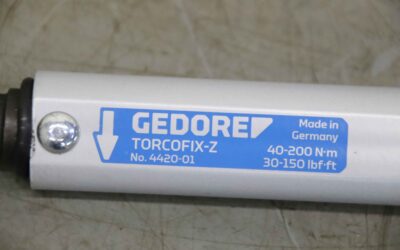 GEDORE
TORCOFIX-Z
No. 4420-01
Made in
Germany
40-200 N·m
30-150 lbf·ft